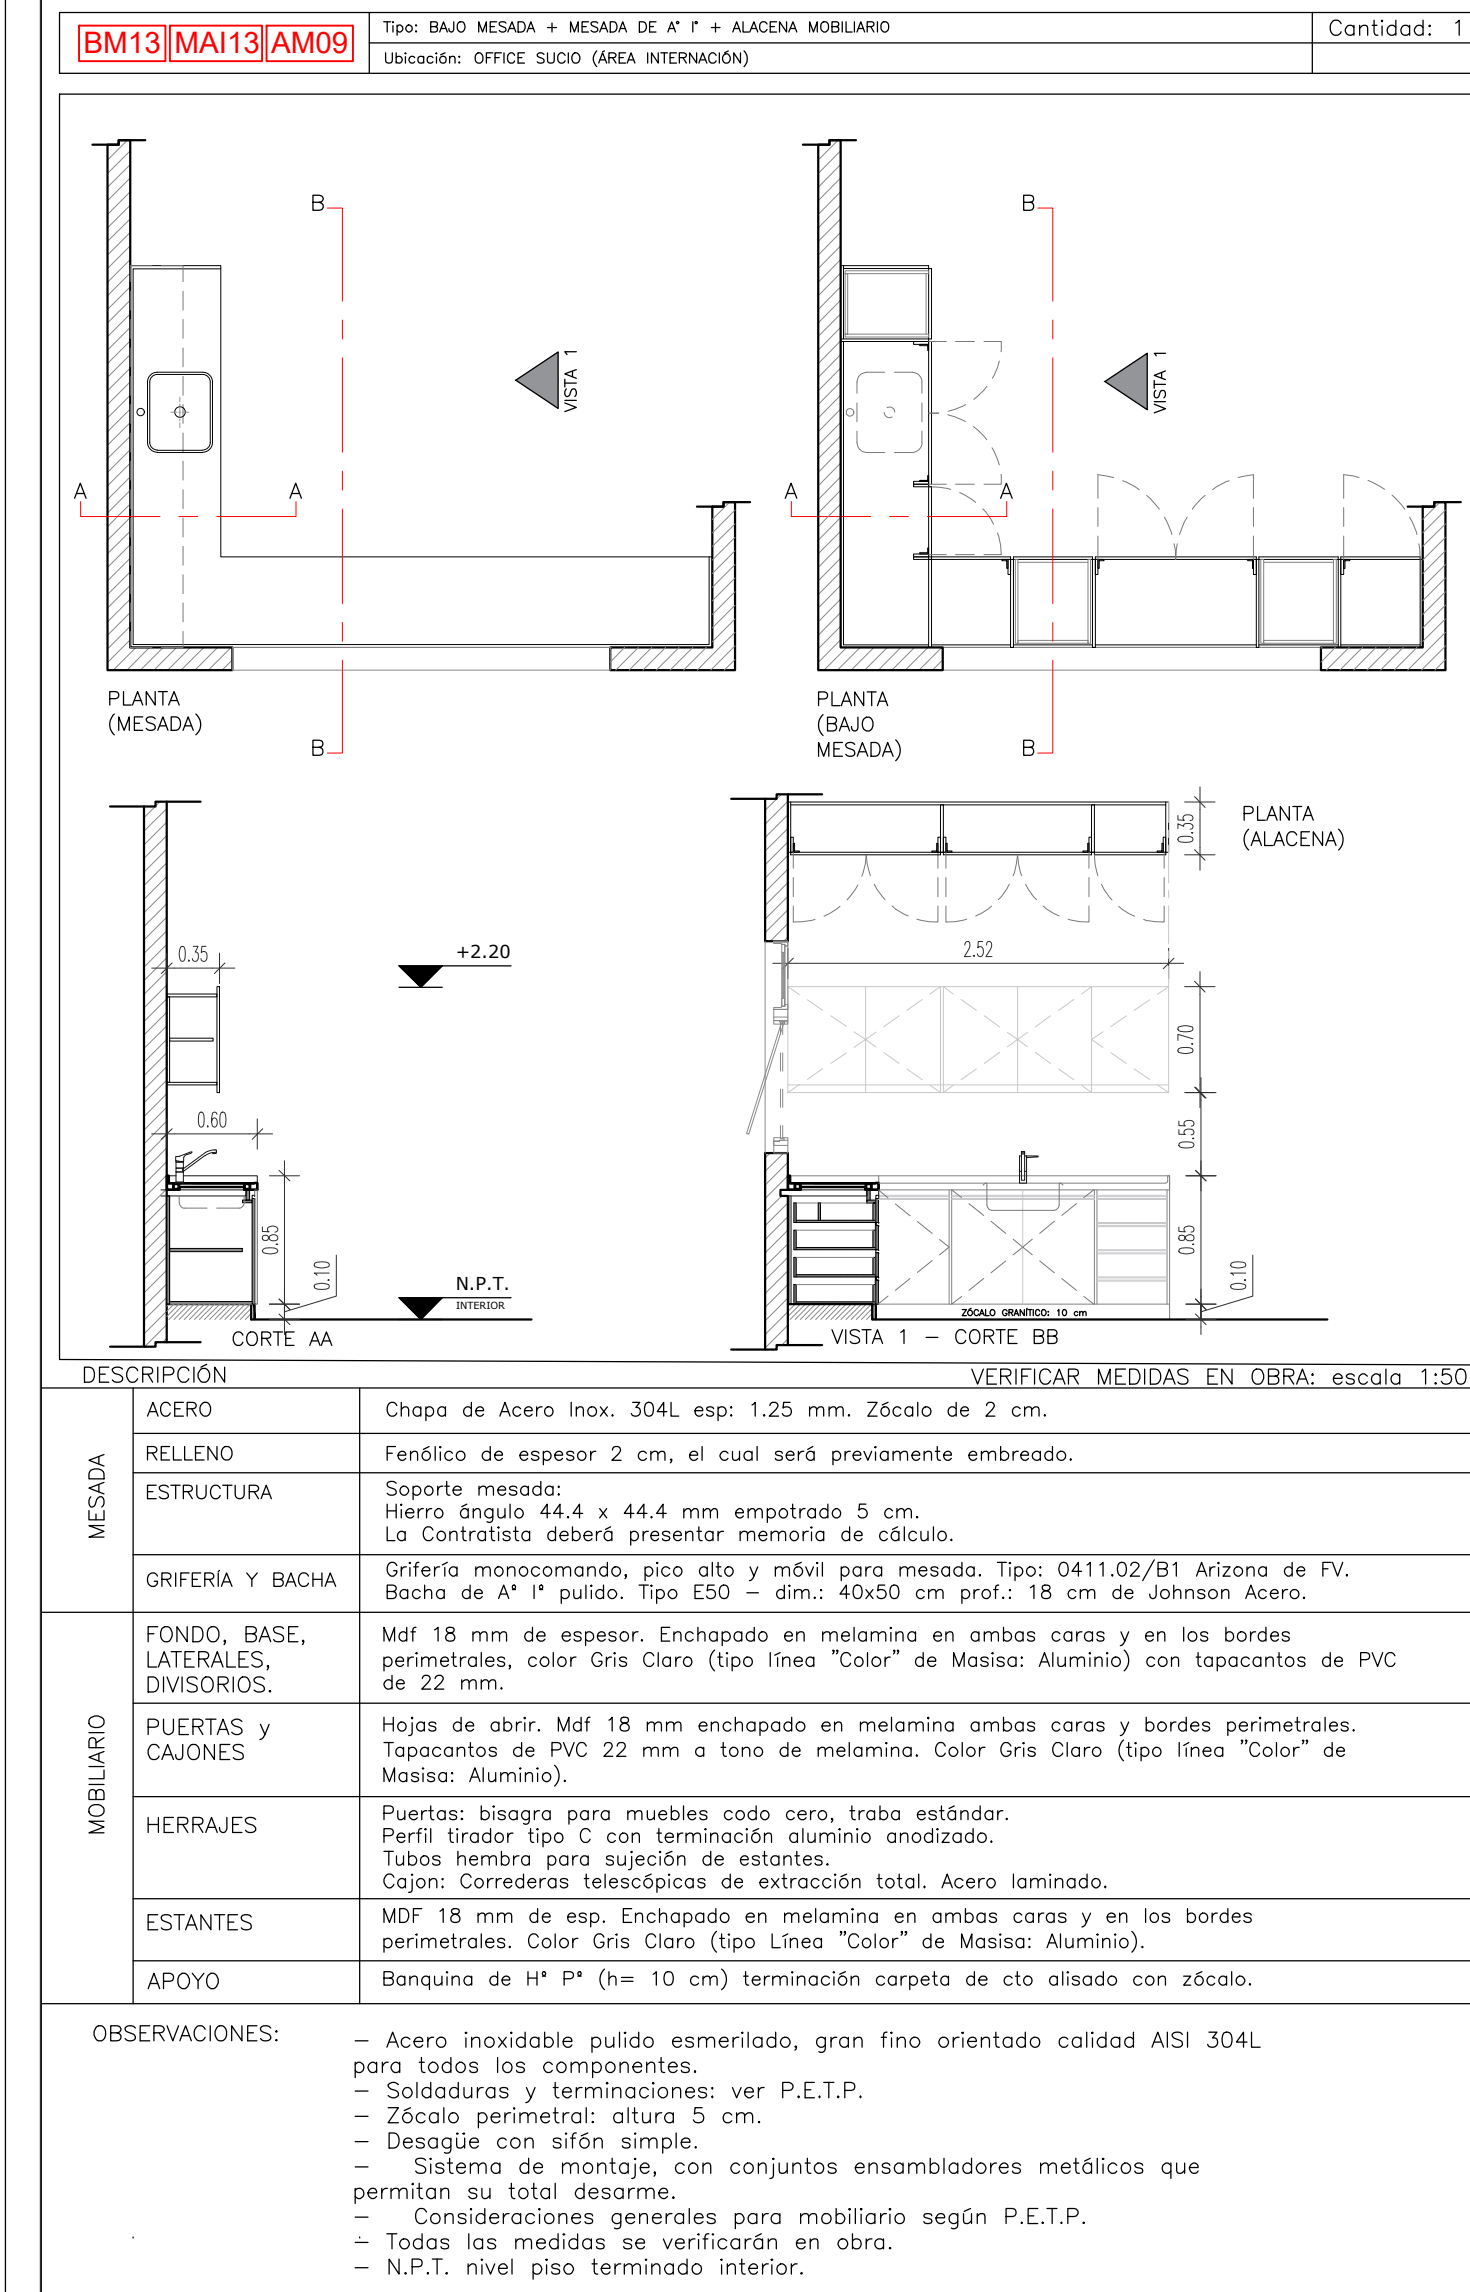 BM13 MAI13 AM09
Tipo: BAJO MESADA + MESADA DE A° I° + ALACENA MOBILIARIO
Cantidad: 1
Ubicación: OFFICE SUCIO (ÁREA INTERNACIÓN)
B
B
VISTA 1
VISTA 1
A
A
A
A
PLANTA
(MESADA)
B
PLANTA
(BAJO
MESADA)
B
PLANTA
(ALACENA)
0.35
0.35
+2.20
2.52
0.70
0.60
0.55
0.85
0.85
0.10
0.10
N.P.T.
INTERIOR
ZÓCALO GRANÍTICO: 10 cm
CORTE AA
VISTA 1 – CORTE BB
DESCRIPCIÓN
VERIFICAR MEDIDAS EN OBRA: escala 1:50
MESADA
ACERO
Chapa de Acero Inox. 304L esp: 1.25 mm. Zócalo de 2 cm.
RELLENO
Fenólico de espesor 2 cm, el cual será previamente embreado.
ESTRUCTURA
Soporte mesada:
Hierro ángulo 44.4 x 44.4 mm empotrado 5 cm.
La Contratista deberá presentar memoria de cálculo.
GRIFERÍA Y BACHA
Grifería monocomando, pico alto y móvil para mesada. Tipo: 0411.02/B1 Arizona de FV.
Bacha de Aº Iº pulido. Tipo E50 – dim.: 40x50 cm prof.: 18 cm de Johnson Acero.
MOBILIARIO
FONDO, BASE,
LATERALES,
DIVISORIOS.
Mdf 18 mm de espesor. Enchapado en melamina en ambas caras y en los bordes
perimetrales, color Gris Claro (tipo línea "Color" de Masisa: Aluminio) con tapacantos de PVC
de 22 mm.
PUERTAS y
CAJONES
Hojas de abrir. Mdf 18 mm enchapado en melamina ambas caras y bordes perimetrales.
Tapacantos de PVC 22 mm a tono de melamina. Color Gris Claro (tipo línea "Color" de
Masisa: Aluminio).
HERRAJES
Puertas: bisagra para muebles codo cero, traba estándar.
Perfil tirador tipo C con terminación aluminio anodizado.
Tubos hembra para sujeción de estantes.
Cajon: Correderas telescópicas de extracción total. Acero laminado.
ESTANTES
MDF 18 mm de esp. Enchapado en melamina en ambas caras y en los bordes
perimetrales. Color Gris Claro (tipo Línea "Color" de Masisa: Aluminio).
APOYO
Banquina de Hº Pº (h= 10 cm) terminación carpeta de cto alisado con zócalo.
OBSERVACIONES:
– Acero inoxidable pulido esmerilado, gran fino orientado calidad AISI 304L
para todos los componentes.
– Soldaduras y terminaciones: ver P.E.T.P.
– Zócalo perimetral: altura 5 cm.
– Desagüe con sifón simple.
– Sistema de montaje, con conjuntos ensambladores metálicos que
permitan su total desarme.
– Consideraciones generales para mobiliario según P.E.T.P.
– Todas las medidas se verificarán en obra.
– N.P.T. nivel piso terminado interior.